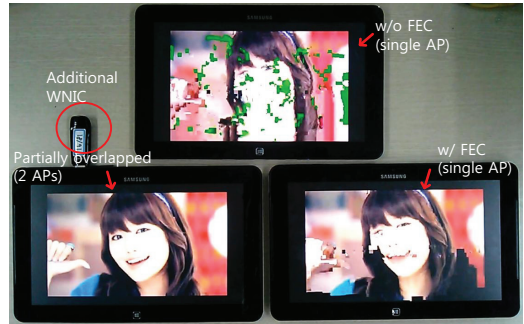 SAMSUNG
w/o FEC
(single AP)
Additional
WNIC
Partially overlapped
(2 APs)
SAMSUNG
w/ FEC
(single AP)
SAMSUNG